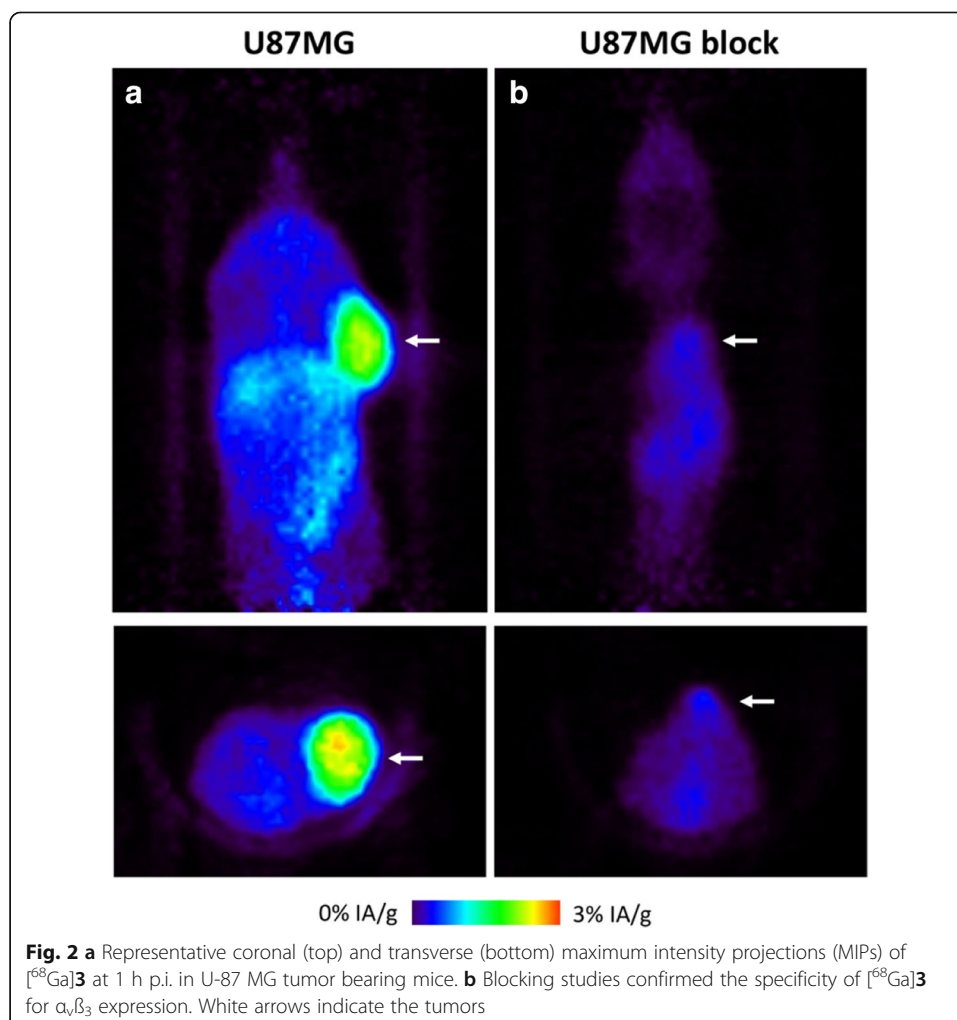 U87MG
U87MG block
a
b
0% IA/g
3% IA/g
Fig. 2 a Representative coronal (top) and transverse (bottom) maximum intensity projections (MIPs) of
[⁶⁸Ga]3 at 1 h p.i. in U-87 MG tumor bearing mice. b Blocking studies confirmed the specificity of [⁶⁸Ga]3
for αᵥß₃ expression. White arrows indicate the tumors